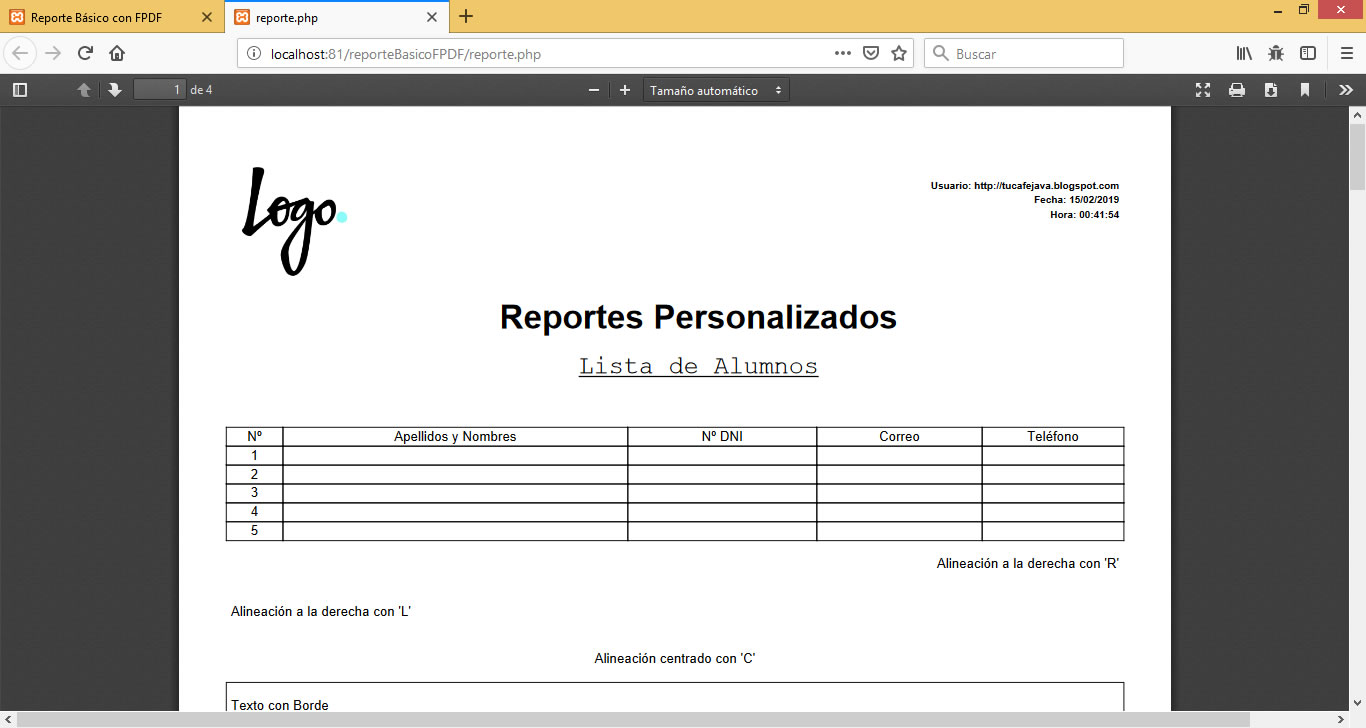 Reporte Básico con FPDF
reporte.php
localhost:81/reporteBasicoFPDF/reporte.php
Buscar
1 de 4
Tamaño automático
Logo.
Usuario: http://tucafejava.blogspot.com
Fecha: 15/02/2019
Hora: 00:41:54
Reportes Personalizados
Lista de Alumnos
Nº Apellidos y Nombres Nº DNI Correo Teléfono
1
2
3
4
5
Alineación a la derecha con 'R'
Alineación a la derecha con 'L'
Alineación centrado con 'C'
Texto con Borde